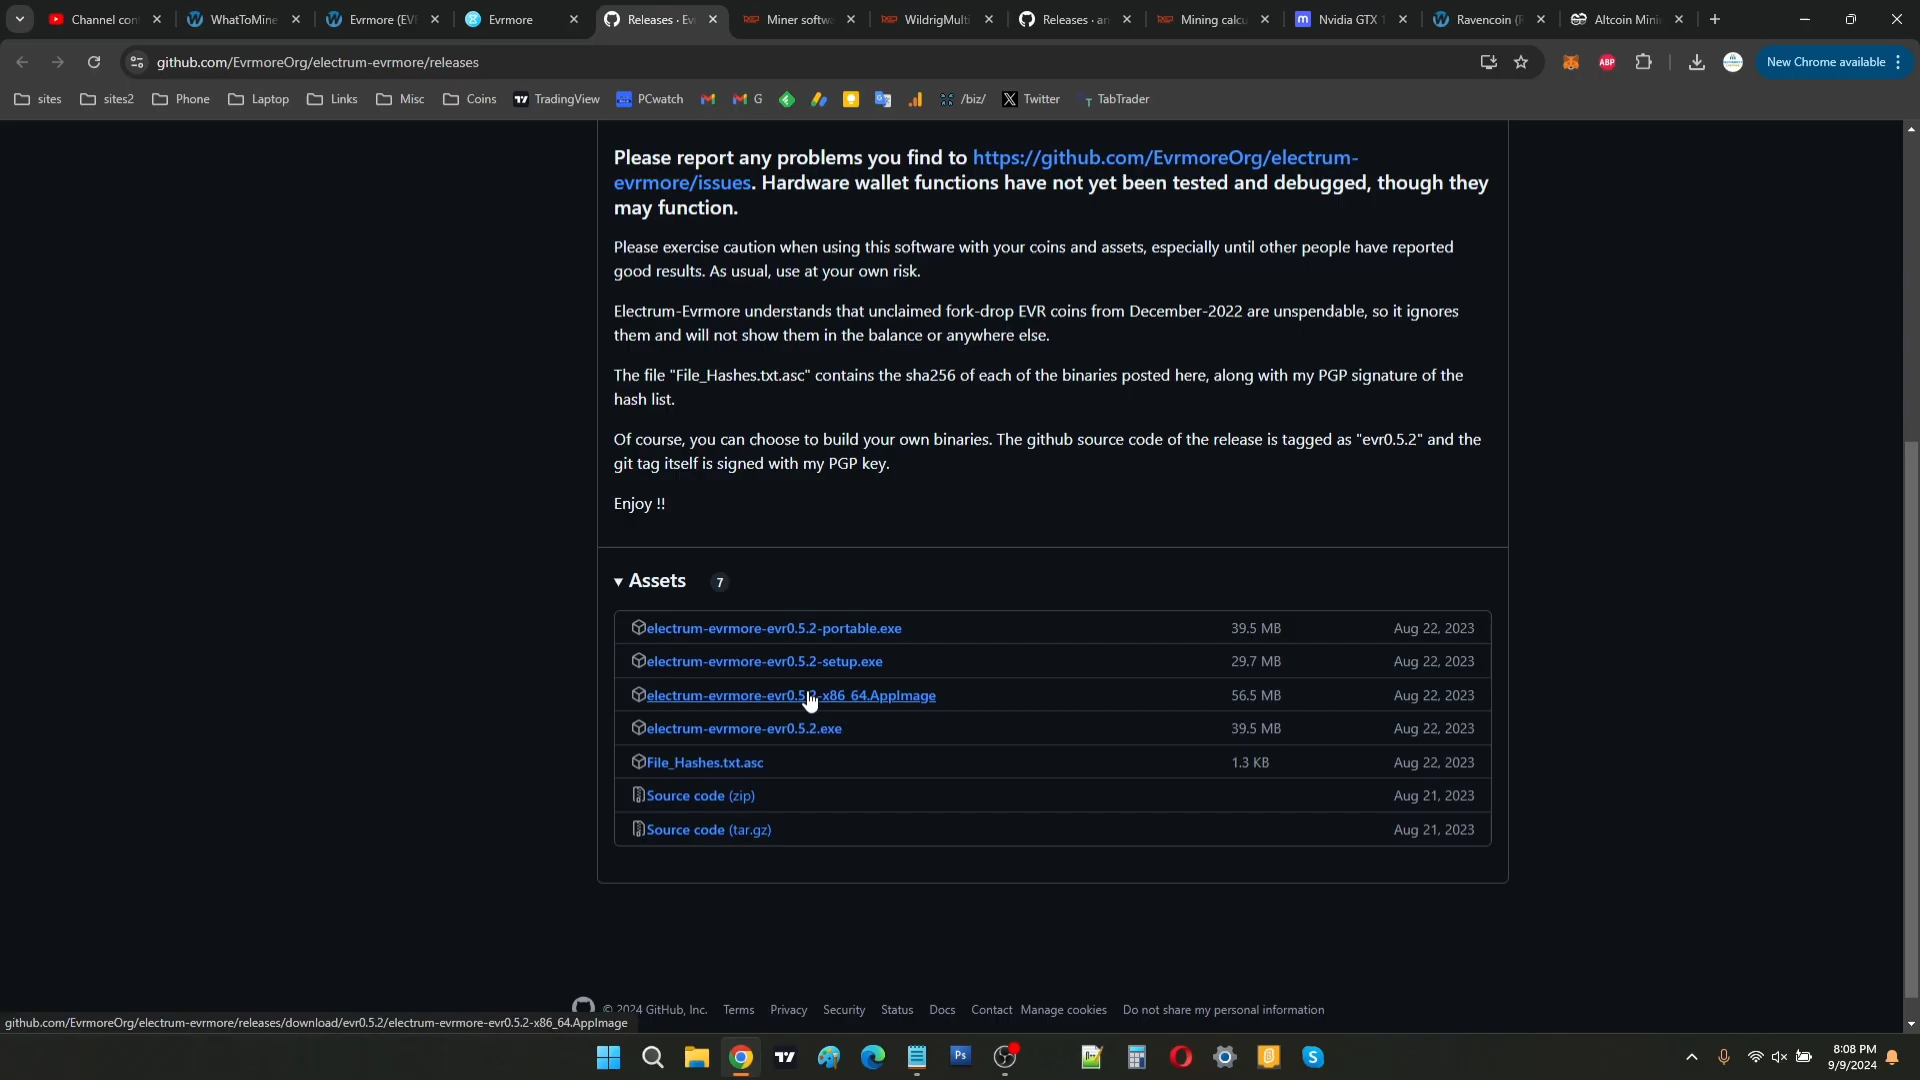 Channel con
WhatToMine
Evrmore (EVF
Evrmore
Releases · Ev
Miner softwa
WildrigMulti
Releases · an
Mining calcu
Nvidia GTX 1
Ravencoin (F
Altcoin Mini
github.com/EvrmoreOrg/electrum-evrmore/releases
ABP
New Chrome available
sites
sites2
Phone
Laptop
Links
Misc
Coins
TradingView
PCwatch
G
/biz/
Twitter
TabTrader
Please report any problems you find to https://github.com/EvrmoreOrg/electrum-
evrmore/issues. Hardware wallet functions have not yet been tested and debugged, though they
may function.
Please exercise caution when using this software with your coins and assets, especially until other people have reported
good results. As usual, use at your own risk.
Electrum-Evrmore understands that unclaimed fork-drop EVR coins from December-2022 are unspendable, so it ignores
them and will not show them in the balance or anywhere else.
The file "File_Hashes.txt.asc" contains the sha256 of each of the binaries posted here, along with my PGP signature of the
hash list.
Of course, you can choose to build your own binaries. The github source code of the release is tagged as "evr0.5.2" and the
git tag itself is signed with my PGP key.
Enjoy !!
Assets 7
electrum-evrmore-evr0.5.2-portable.exe 39.5 MB Aug 22, 2023
electrum-evrmore-evr0.5.2-setup.exe 29.7 MB Aug 22, 2023
electrum-evrmore-evr0.5.2-x86_64.AppImage 56.5 MB Aug 22, 2023
electrum-evrmore-evr0.5.2.exe 39.5 MB Aug 22, 2023
File_Hashes.txt.asc 1.3 KB Aug 22, 2023
Source code (zip) Aug 21, 2023
Source code (tar.gz) Aug 21, 2023
© 2024 GitHub, Inc. Terms Privacy Security Status Docs Contact Manage cookies Do not share my personal information
github.com/EvrmoreOrg/electrum-evrmore/releases/download/evr0.5.2/electrum-evrmore-evr0.5.2-x86_64.AppImage
Ps
8:08 PM
9/9/2024